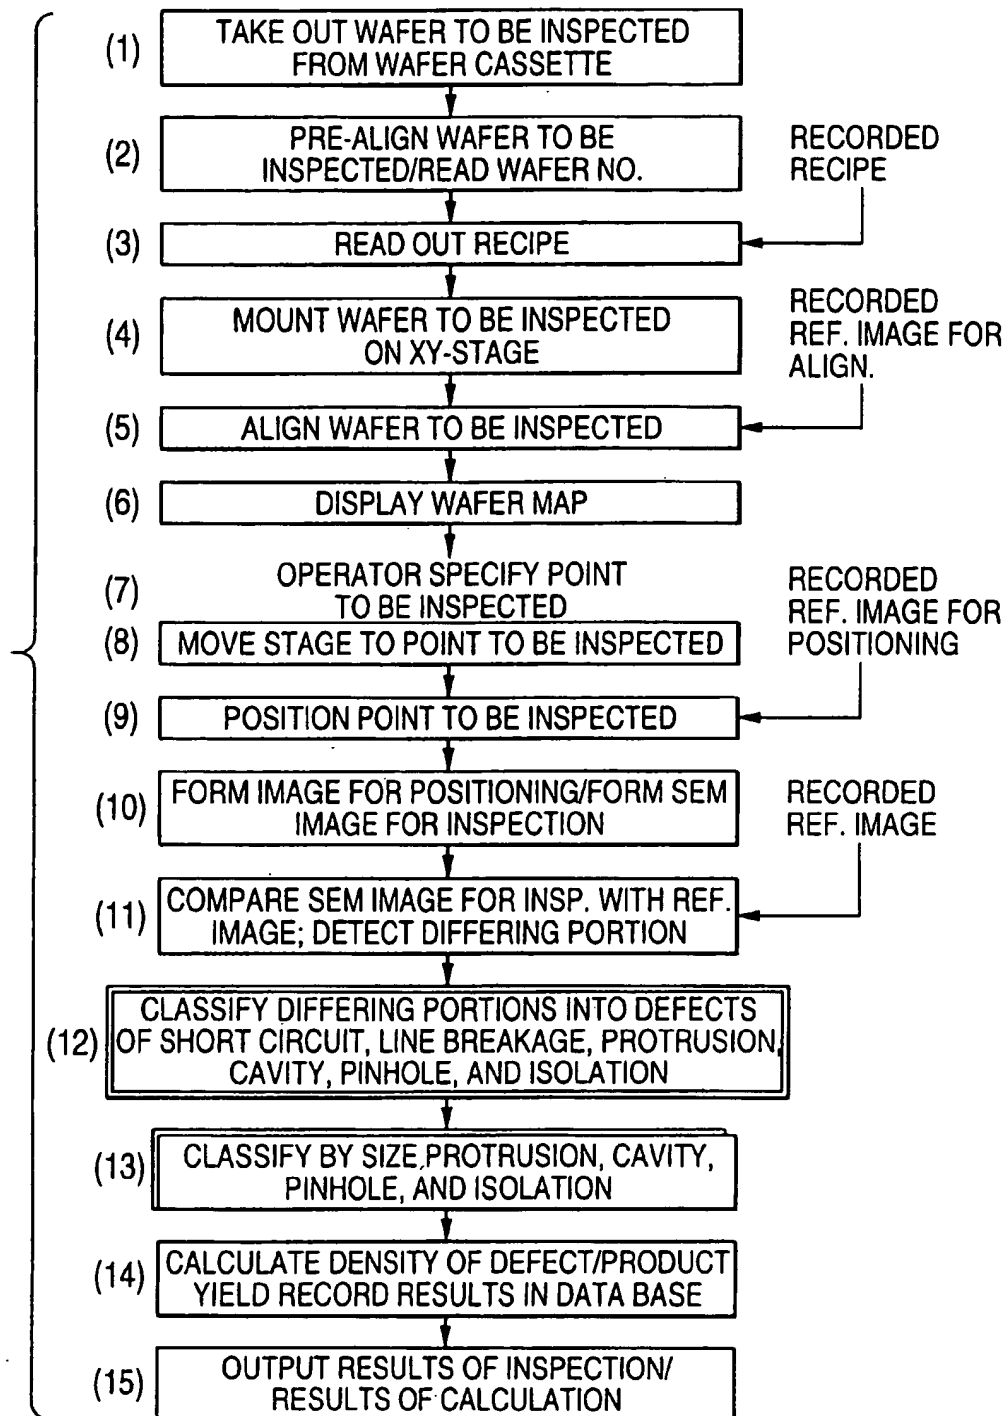 (1)
TAKE OUT WAFER TO BE INSPECTED
FROM WAFER CASSETTE
(2)
PRE-ALIGN WAFER TO BE
INSPECTED/READ WAFER NO.
RECORDED
RECIPE
(3)
READ OUT RECIPE
(4)
MOUNT WAFER TO BE INSPECTED
ON XY-STAGE
RECORDED
REF. IMAGE FOR
ALIGN.
(5)
ALIGN WAFER TO BE INSPECTED
(6)
DISPLAY WAFER MAP
(7)
OPERATOR SPECIFY POINT
TO BE INSPECTED
RECORDED
REF. IMAGE FOR
POSITIONING
(8)
MOVE STAGE TO POINT TO BE INSPECTED
(9)
POSITION POINT TO BE INSPECTED
(10)
FORM IMAGE FOR POSITIONING/FORM SEM
IMAGE FOR INSPECTION
RECORDED
REF. IMAGE
(11)
COMPARE SEM IMAGE FOR INSP. WITH REF.
IMAGE; DETECT DIFFERING PORTION
(12)
CLASSIFY DIFFERING PORTIONS INTO DEFECTS
OF SHORT CIRCUIT, LINE BREAKAGE, PROTRUSION,
CAVITY, PINHOLE, AND ISOLATION
(13)
CLASSIFY BY SIZE,PROTRUSION, CAVITY,
PINHOLE, AND ISOLATION
(14)
CALCULATE DENSITY OF DEFECT/PRODUCT
YIELD RECORD RESULTS IN DATA BASE
(15)
OUTPUT RESULTS OF INSPECTION/
RESULTS OF CALCULATION